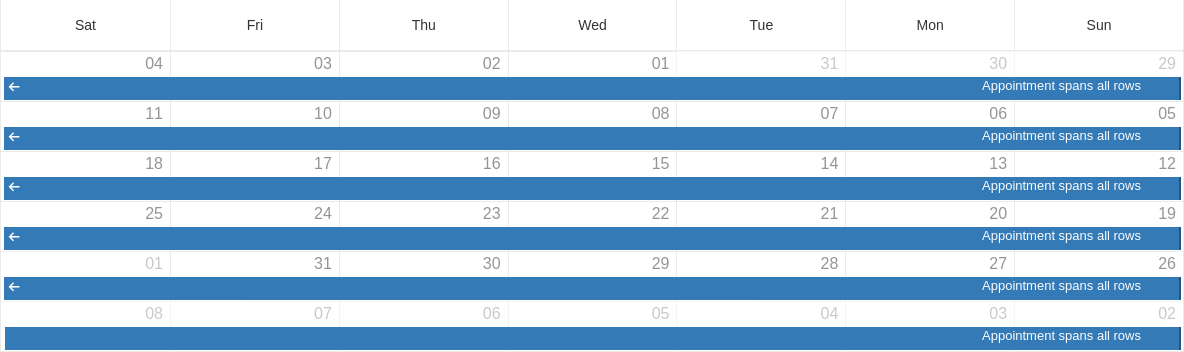 Sat Fri Thu Wed Tue Mon Sun
04 03 02 01 31 30 29
Appointment spans all rows
11 10 09 08 07 06 05
Appointment spans all rows
18 17 16 15 14 13 12
Appointment spans all rows
25 24 23 22 21 20 19
Appointment spans all rows
01 31 30 29 28 27 26
Appointment spans all rows
08 07 06 05 04 03 02
Appointment spans all rows